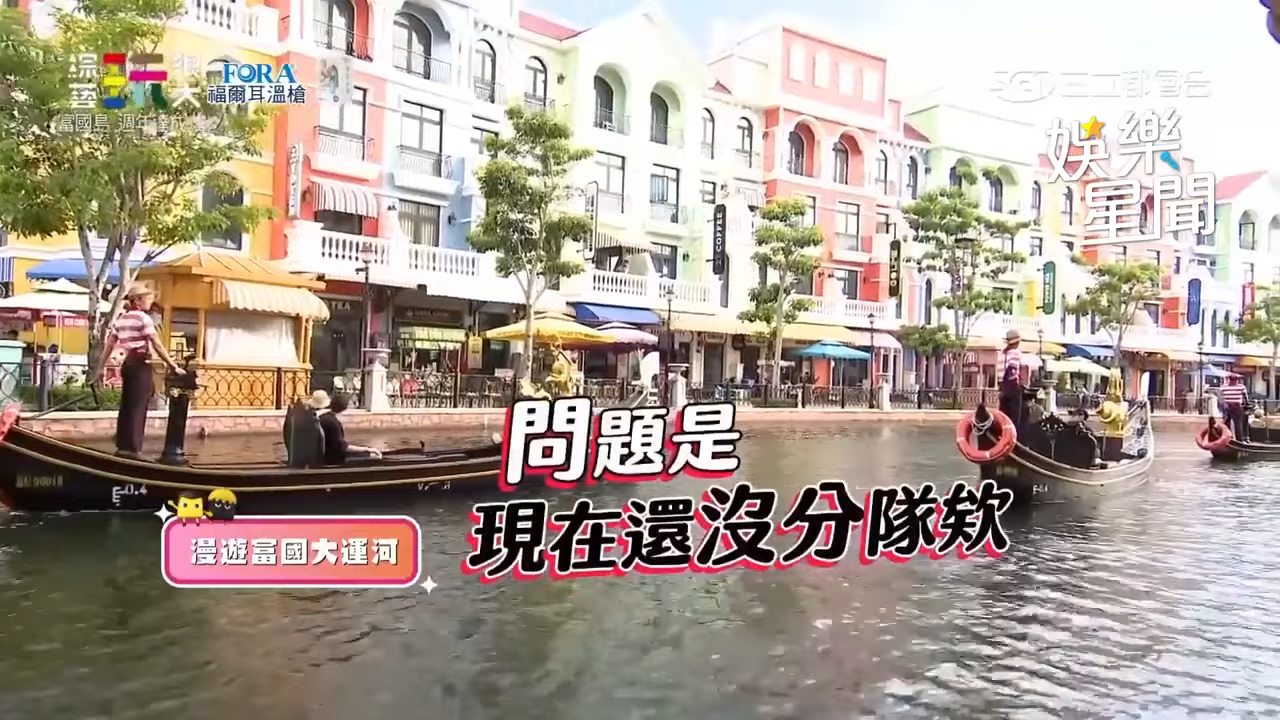 綜藝玩很大
FORA
福爾耳溫槍
富國島 週年達成
三立都會台
娛樂
星聞
問題是
現在還沒分隊欸
漫遊富國大運河